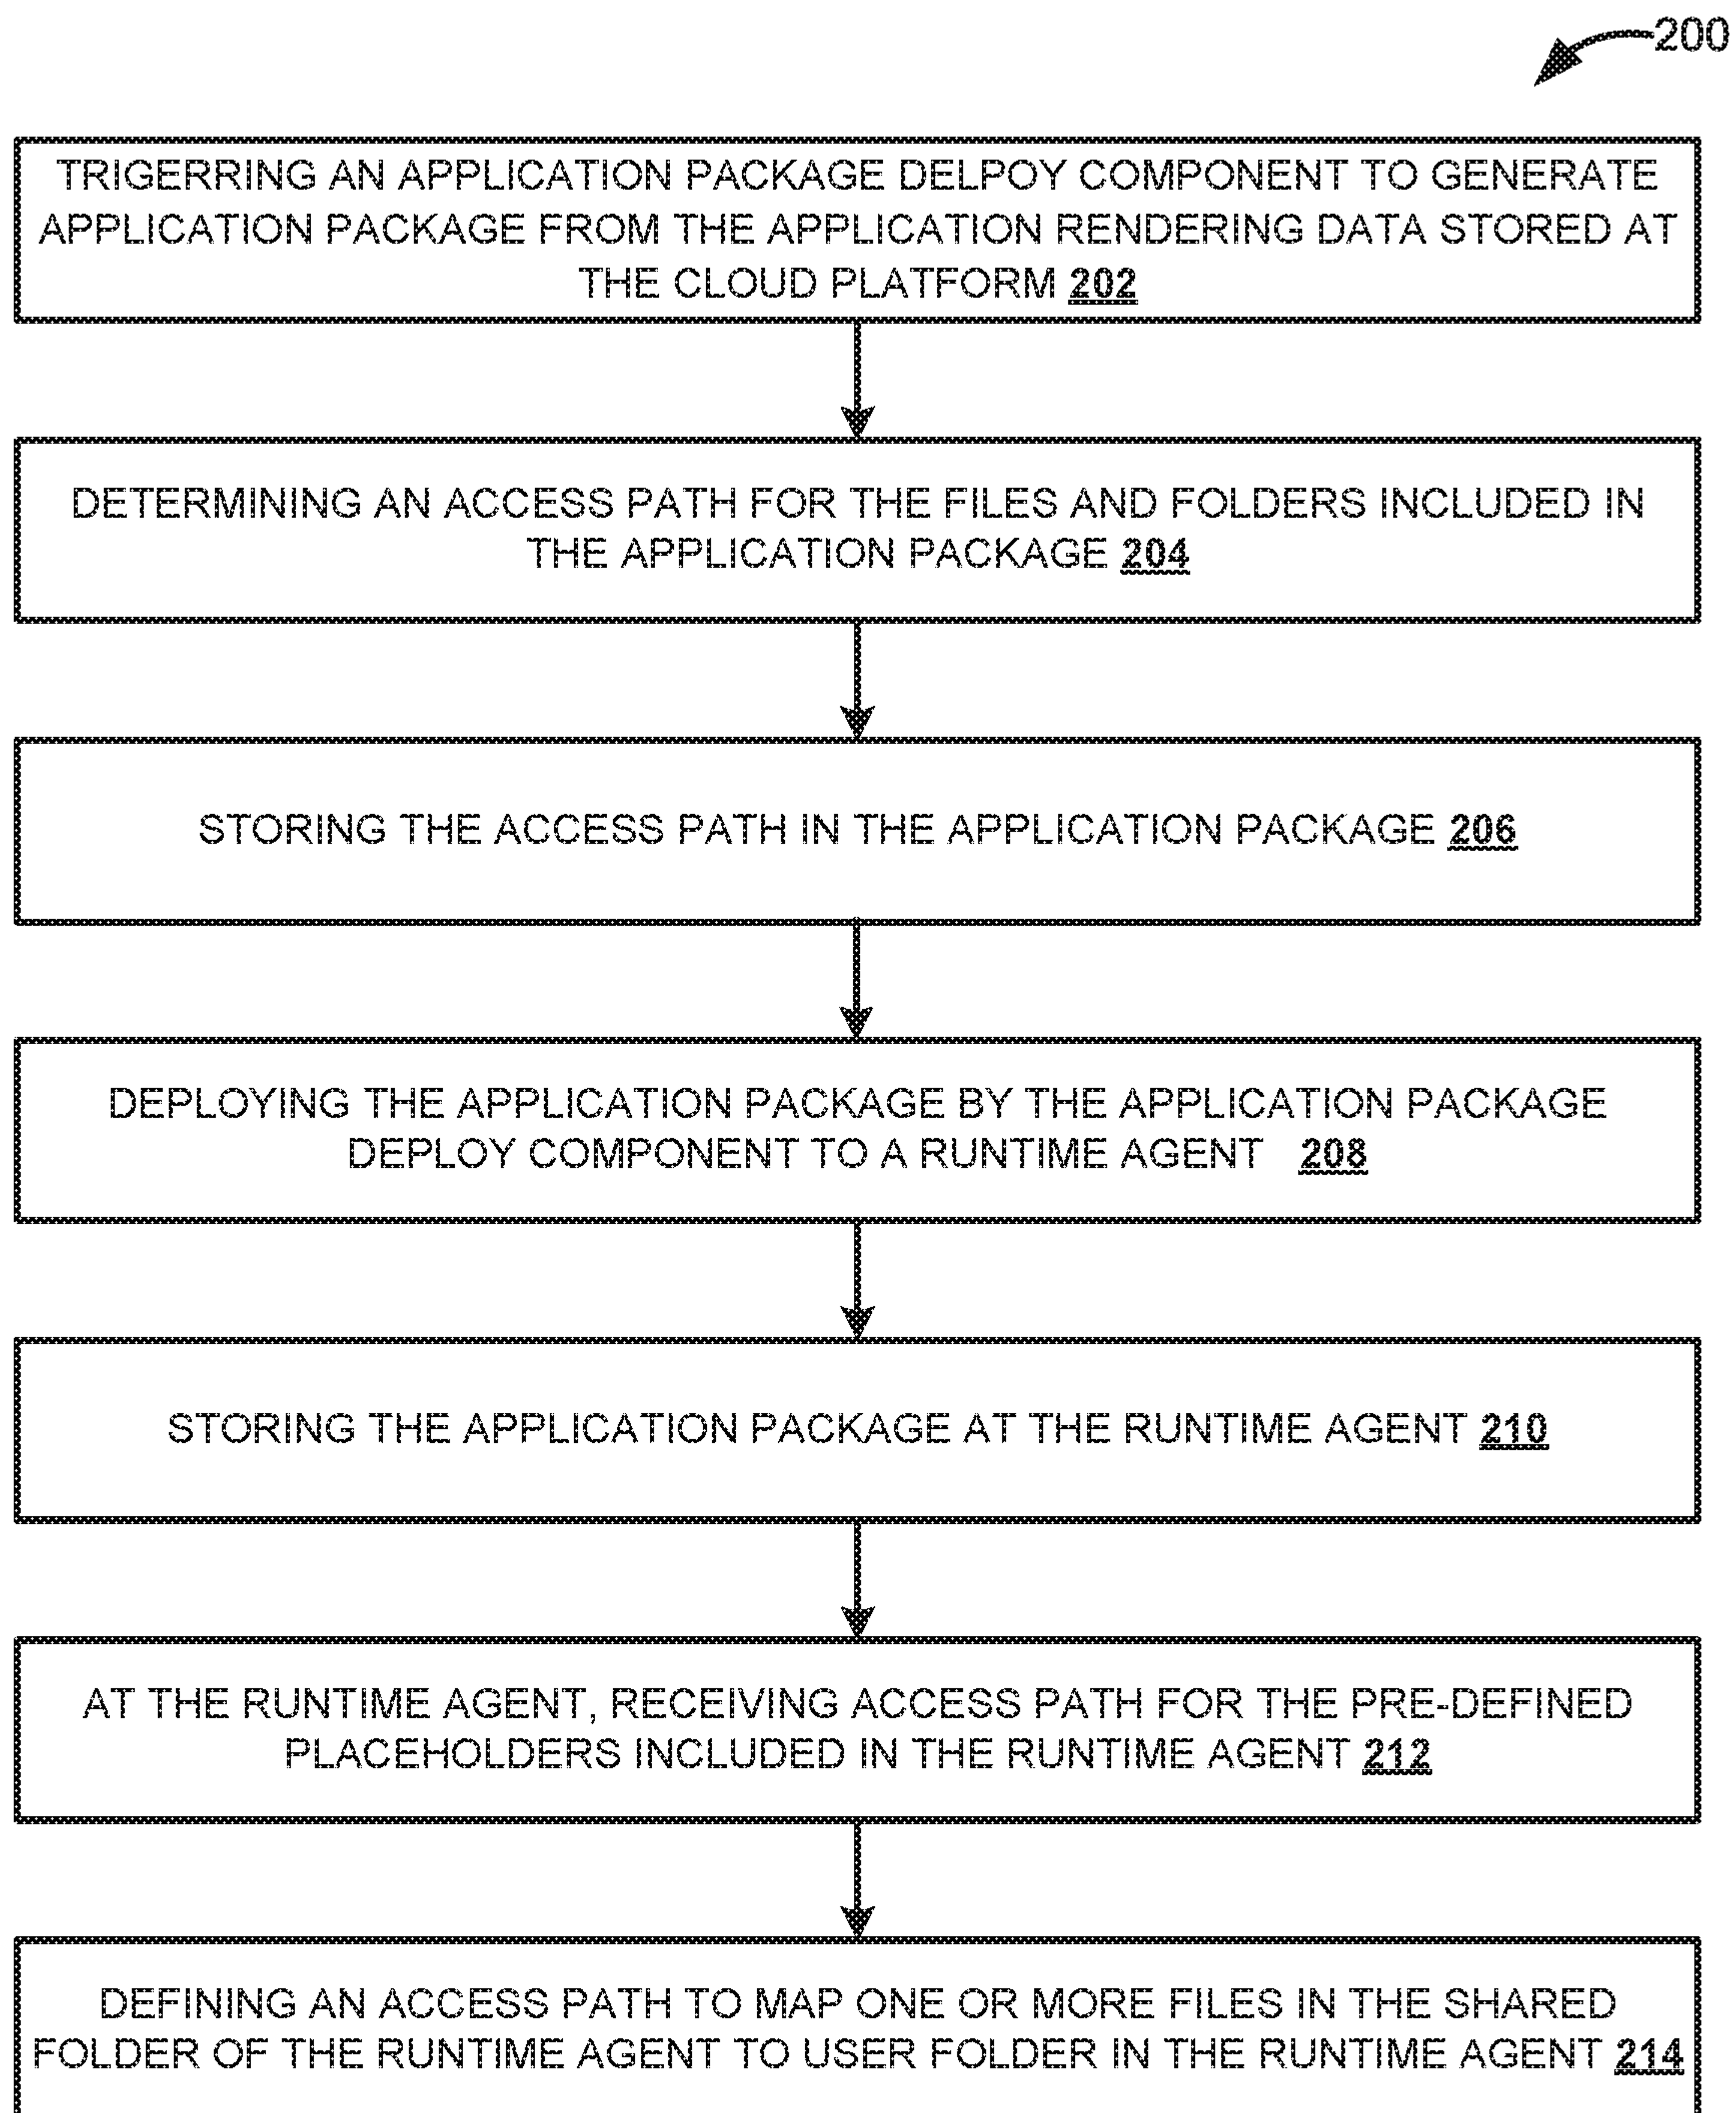 200
TRIGERRING AN APPLICATION PACKAGE DELPOY COMPONENT TO GENERATE
APPLICATION PACKAGE FROM THE APPLICATION RENDERING DATA STORED AT
THE CLOUD PLATFORM 202
DETERMINING AN ACCESS PATH FOR THE FILES AND FOLDERS INCLUDED IN
THE APPLICATION PACKAGE 204
STORING THE ACCESS PATH IN THE APPLICATION PACKAGE 206
DEPLOYING THE APPLICATION PACKAGE BY THE APPLICATION PACKAGE
DEPLOY COMPONENT TO A RUNTIME AGENT 208
STORING THE APPLICATION PACKAGE AT THE RUNTIME AGENT 210
AT THE RUNTIME AGENT, RECEIVING ACCESS PATH FOR THE PRE-DEFINED
PLACEHOLDERS INCLUDED IN THE RUNTIME AGENT 212
DEFINING AN ACCESS PATH TO MAP ONE OR MORE FILES IN THE SHARED
FOLDER OF THE RUNTIME AGENT TO USER FOLDER IN THE RUNTIME AGENT 214